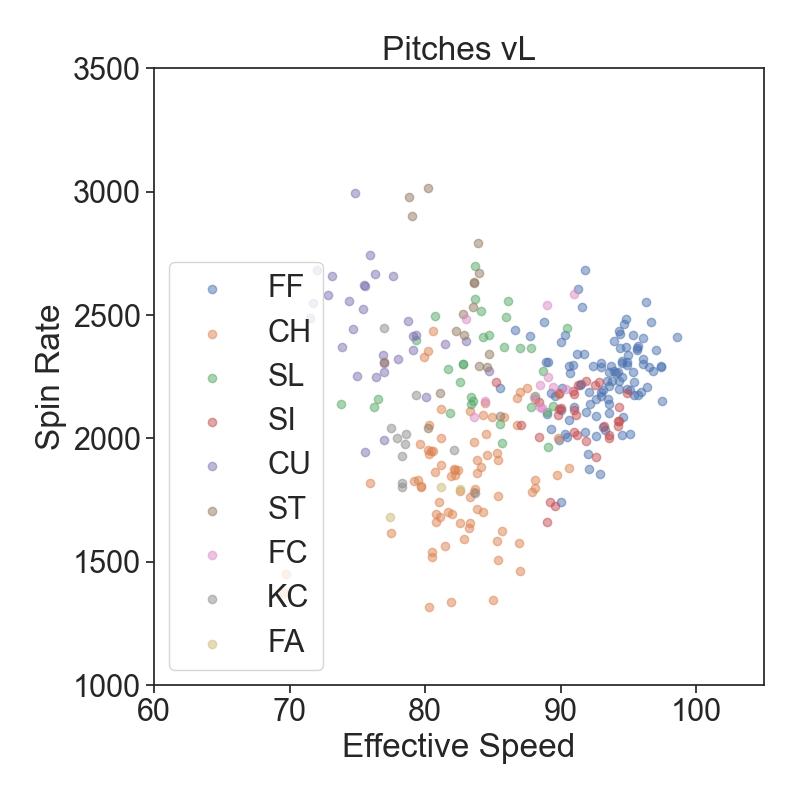 Pitches vL
3500
3000
2500
2000
1500
1000
Spin Rate
FF
CH
SL
SI
CU
ST
FC
KC
FA
60 70 80 90 100
Effective Speed